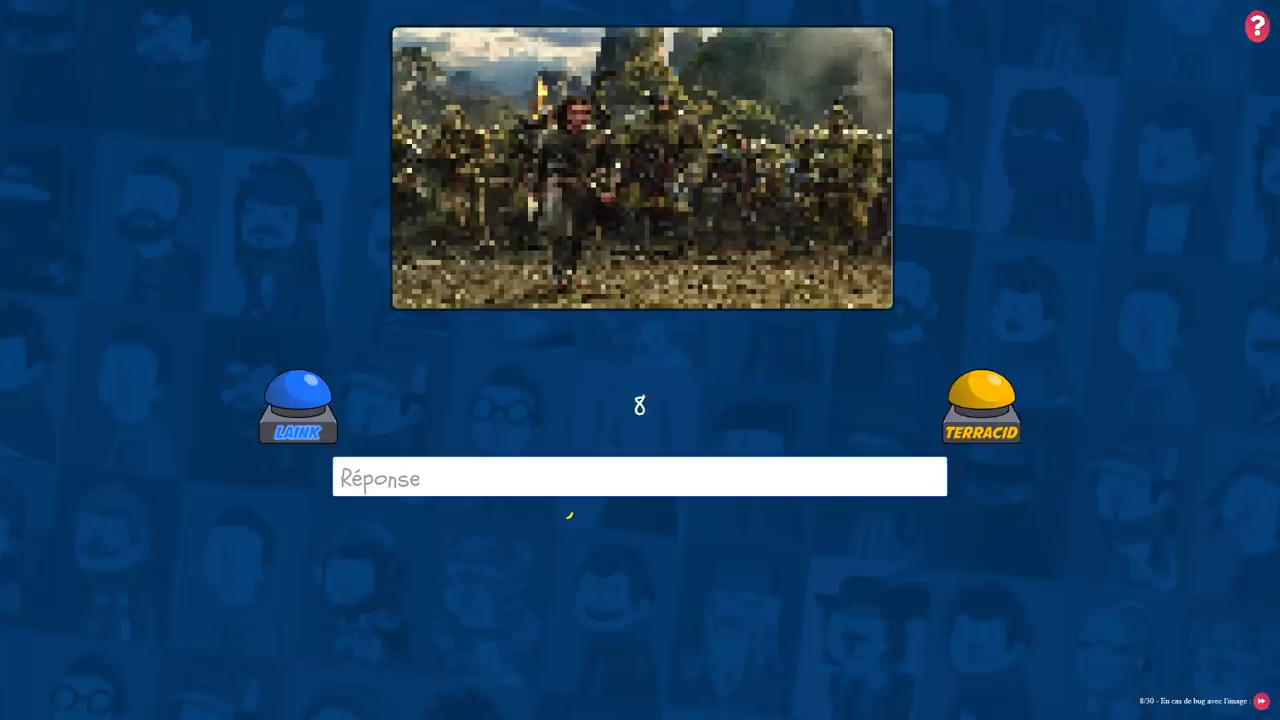 ?
8
LAINK
TERRACID
Réponse
8/30 - En cas de bug avec l'image :